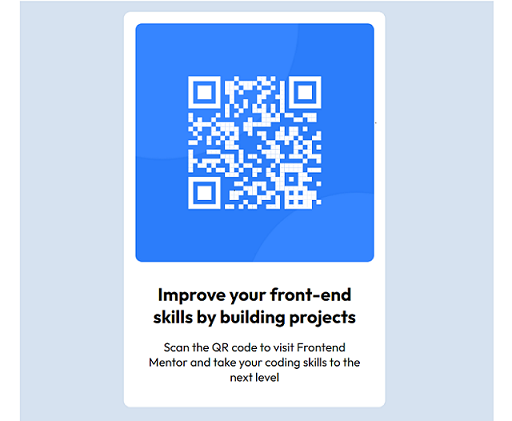 Improve your front-end
skills by building projects
Scan the QR code to visit Frontend
Mentor and take your coding skills to the
next level